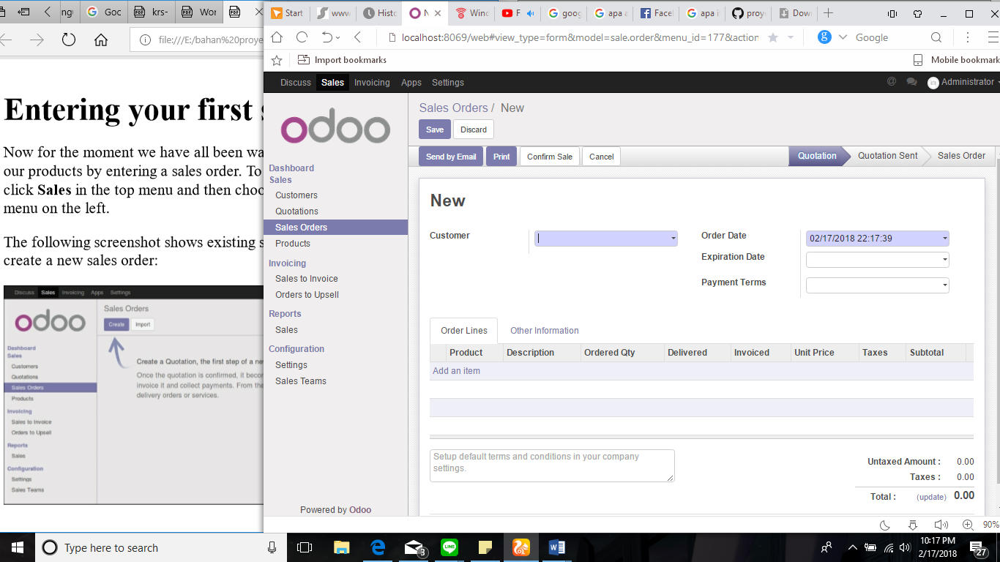 ng
Goc
krs-
Wor
file:///E:/bahan%20proye
Entering your first s
Now for the moment we have all been wa
our products by entering a sales order. To
click Sales in the top menu and then choo
menu on the left.
The following screenshot shows existing s
create a new sales order:
Discuss Sales Invoicing Apps Settings
odoo
Sales Orders
Create Import
Dashboard
Sales
Customers
Quotations
Sales Orders
Products
Invoicing
Sales to Invoice
Orders to Upsell
Reports
Sales
Configuration
Settings
Sales Teams
Create a Quotation, the first step of a new
Once the quotation is confirmed, it becom
invoice it and collect payments. From the
delivery orders or services.
Start www Histo N Wind F goog apa a Facel apa i proye Down
localhost:8069/web#view_type=form&model=sale.order&menu_id=177&action
Google
Import bookmarks
Mobile bookmark
Discuss Sales Invoicing Apps Settings
@ Administrator
odoo
Dashboard
Sales
Customers
Quotations
Sales Orders
Products
Invoicing
Sales to Invoice
Orders to Upsell
Reports
Sales
Configuration
Settings
Sales Teams
Powered by Odoo
Sales Orders / New
Save Discard
Send by Email Print Confirm Sale Cancel
Quotation Quotation Sent Sales Order
New
Customer
Order Date 02/17/2018 22:17:39
Expiration Date
Payment Terms
Order Lines Other Information
Product Description Ordered Qty Delivered Invoiced Unit Price Taxes Subtotal
Add an item
Setup default terms and conditions in your company
settings.
Untaxed Amount : 0.00
Taxes : 0.00
Total : (update) 0.00
90%
Type here to search
3
10:17 PM
2/17/2018
27